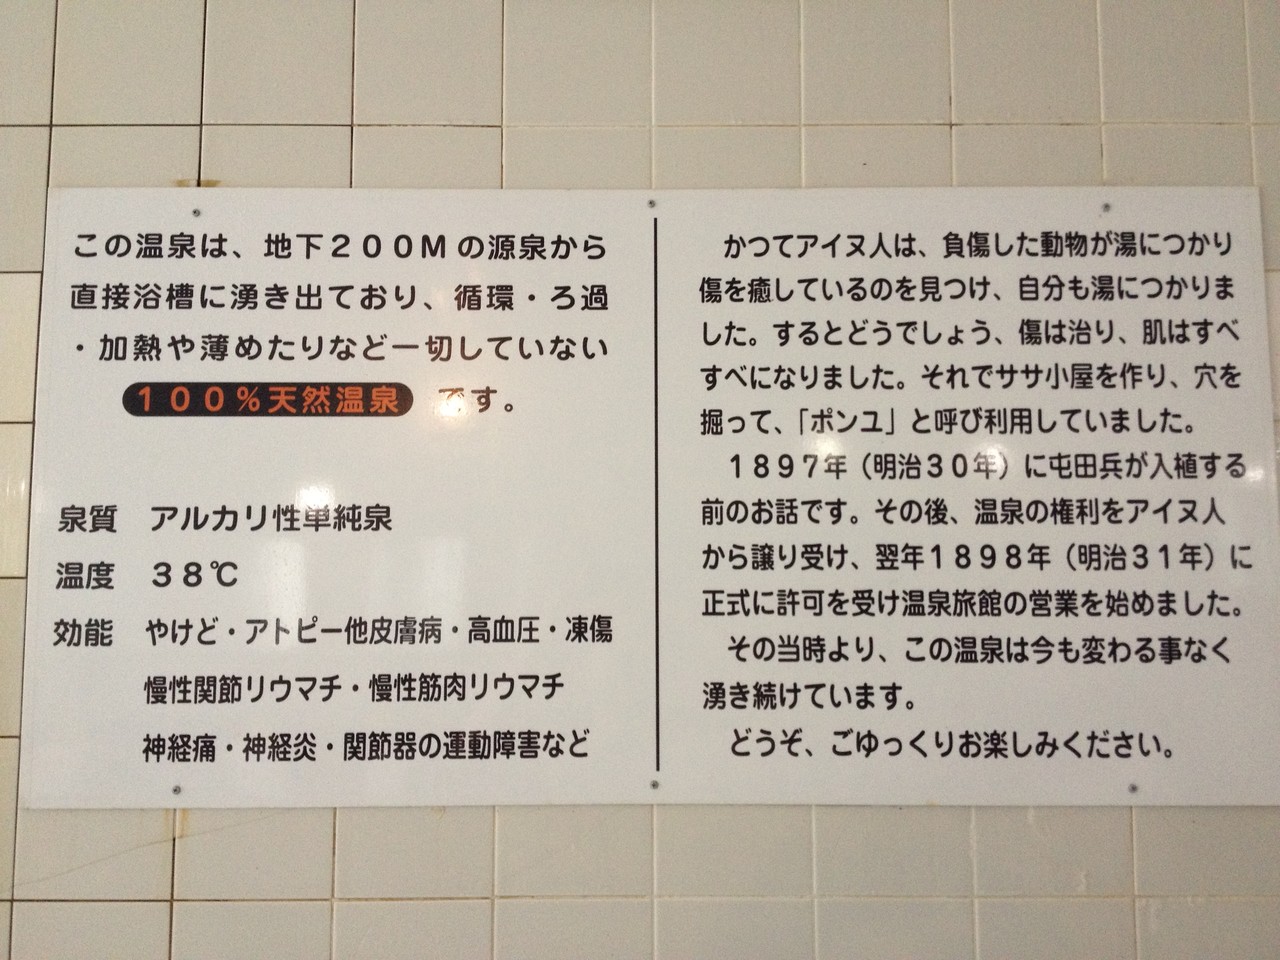 この温泉は、地下２００Mの源泉から
直接浴槽に湧き出ており、循環・ろ過
・加熱や薄めたりなど一切していない
１００％天然温泉 です。
泉質 アルカリ性単純泉
温度 ３８℃
効能 やけど・アトピー他皮膚病・高血圧・凍傷
慢性関節リウマチ・慢性筋肉リウマチ
神経痛・神経炎・関節器の運動障害など
かつてアイヌ人は、負傷した動物が湯につかり
傷を癒しているのを見つけ、自分も湯につかりま
した。するとどうでしょう、傷は治り、肌はすべ
すべになりました。それでササ小屋を作り、穴を
掘って、「ポンユ」と呼び利用していました。
１８９７年（明治３０年）に屯田兵が入植する
前のお話です。その後、温泉の権利をアイヌ人
から譲り受け、翌年１８９８年（明治３１年）に
正式に許可を受け温泉旅館の営業を始めました。
その当時より、この温泉は今も変わる事なく
湧き続けています。
どうぞ、ごゆっくりお楽しみください。